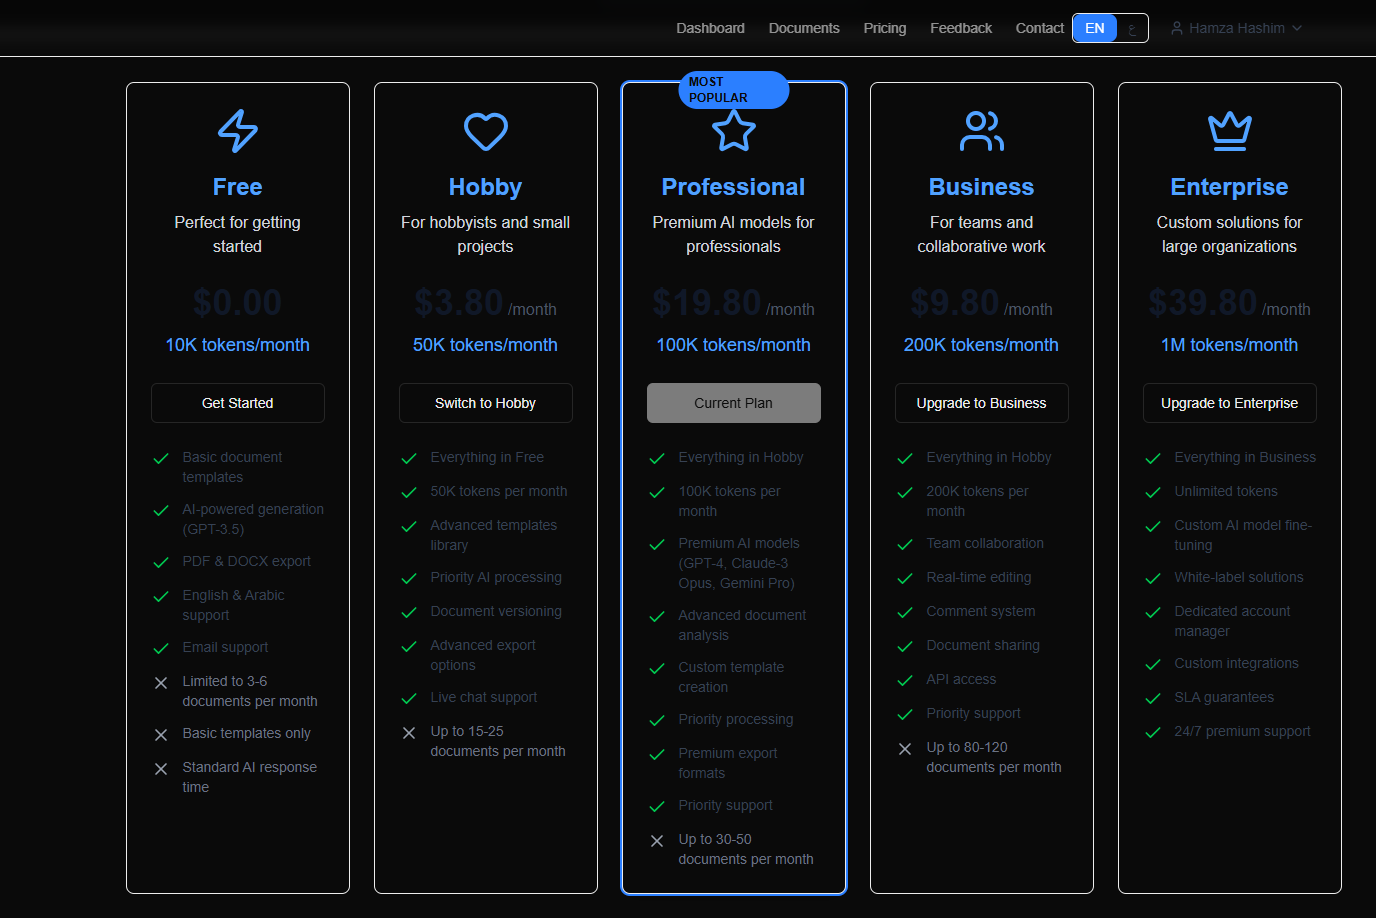 Dashboard Documents Pricing Feedback Contact EN ع Hamza Hashim
Free
Perfect for getting
started
$0.00
10K tokens/month
Get Started
Basic document
templates
AI-powered generation
(GPT-3.5)
PDF & DOCX export
English & Arabic
support
Email support
Limited to 3-6
documents per month
Basic templates only
Standard AI response
time
Hobby
For hobbyists and small
projects
$3.80 /month
50K tokens/month
Switch to Hobby
Everything in Free
50K tokens per month
Advanced templates
library
Priority AI processing
Document versioning
Advanced export
options
Live chat support
Up to 15-25
documents per month
MOST
POPULAR
Professional
Premium AI models for
professionals
$19.80 /month
100K tokens/month
Current Plan
Everything in Hobby
100K tokens per
month
Premium AI models
(GPT-4, Claude-3
Opus, Gemini Pro)
Advanced document
analysis
Custom template
creation
Priority processing
Premium export
formats
Priority support
Up to 30-50
documents per month
Business
For teams and
collaborative work
$9.80 /month
200K tokens/month
Upgrade to Business
Everything in Hobby
200K tokens per
month
Team collaboration
Real-time editing
Comment system
Document sharing
API access
Priority support
Up to 80-120
documents per month
Enterprise
Custom solutions for
large organizations
$39.80 /month
1M tokens/month
Upgrade to Enterprise
Everything in Business
Unlimited tokens
Custom AI model fine-
tuning
White-label solutions
Dedicated account
manager
Custom integrations
SLA guarantees
24/7 premium support